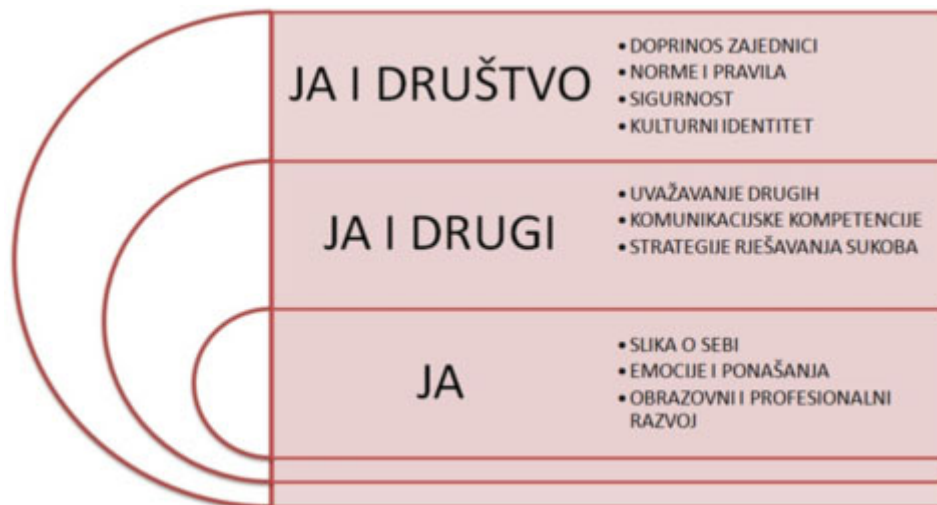 JA I DRUŠTVO
• DOPRINOS ZAJEDNICI
• NORME I PRAVILA
• SIGURNOST
• KULTURNI IDENTITET
JA I DRUGI
• UVAŽAVANJE DRUGIH
• KOMUNIKACIJSKE KOMPETENCIJE
• STRATEGIJE RJEŠAVANJA SUKOBA
JA
• SLIKA O SEBI
• EMOCIJE I PONAŠANJA
• OBRAZOVNI I PROFESIONALNI
RAZVOJ